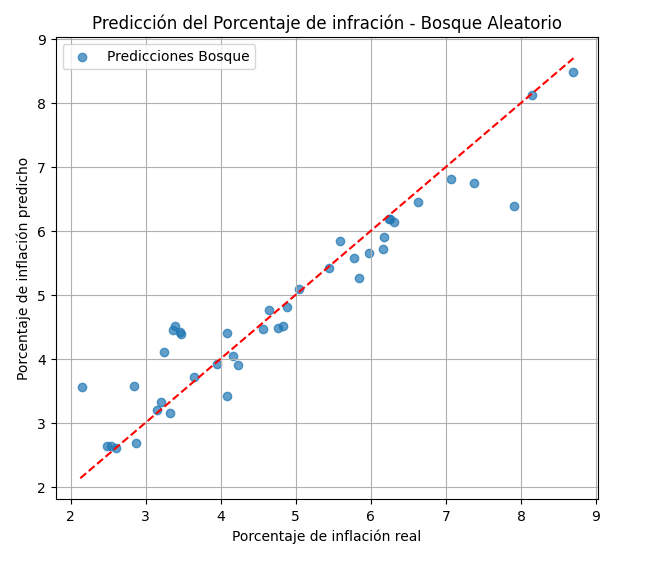 Predicción del Porcentaje de infración - Bosque Aleatorio
Predicciones Bosque
9
8
7
6
5
4
3
2
Porcentaje de inflación predicho
2 3 4 5 6 7 8 9
Porcentaje de inflación real